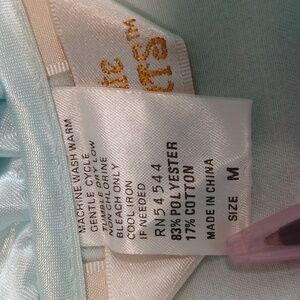 MACHINE WASH WARM
GENTLE CYCLE
TUMBLE DRY LOW
NON CHLORINE
BLEACH ONLY
COOL IRON
IF NEEDED
RN54544
83% POLYESTER
17% COTTON
MADE IN CHINA
SIZE M